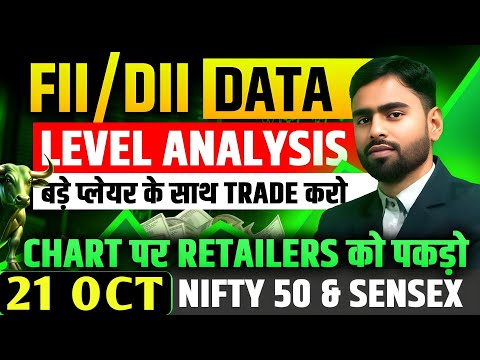 FII/DII DATA
LEVEL ANALYSIS
बड़े प्लेयर के साथ TRADE करो
CHART पर RETAILERS को पकड़ो
21 OCT NIFTY 50 & SENSEX